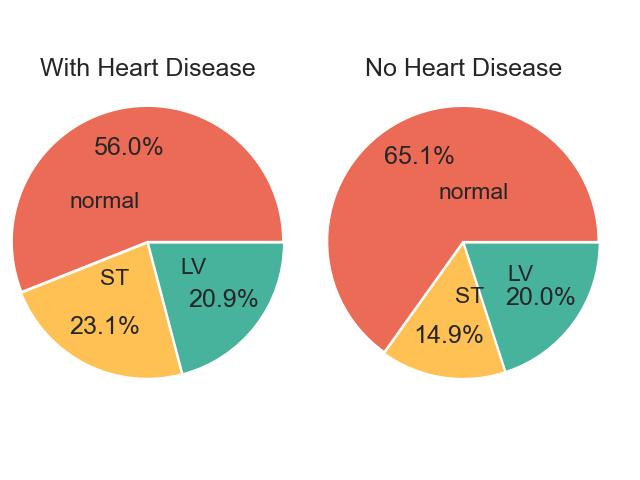 With Heart Disease
56.0%
normal
ST
LV
20.9%
23.1%
No Heart Disease
65.1%
normal
LV
ST
20.0%
14.9%